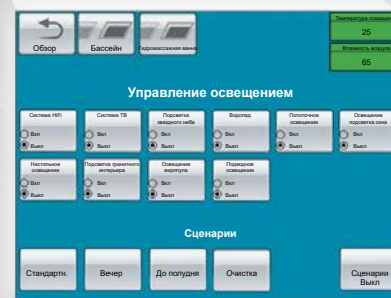 Обзор
Бассейн
Гидромассажная ванна
Температура помещен
25
Влажность воздуха
65
Управление освещением
Система HiFi
Вкл
Выкл
Система ТВ
Вкл
Выкл
Подсветка
звездного неба
Вкл
Выкл
Водопад
Вкл
Выкл
Потолочное
освещение
Вкл
Выкл
Освещение
подсветка окна
Вкл
Выкл
Настольное
освещение
Вкл
Выкл
Подсветка гранитного
интерьера
Вкл
Выкл
Освещение
вирпула
Вкл
Выкл
Подводное
освещение
Вкл
Выкл
Сценарии
Стандартн.
Вечер
До полудня
Очистка
Сценарии
Выкл